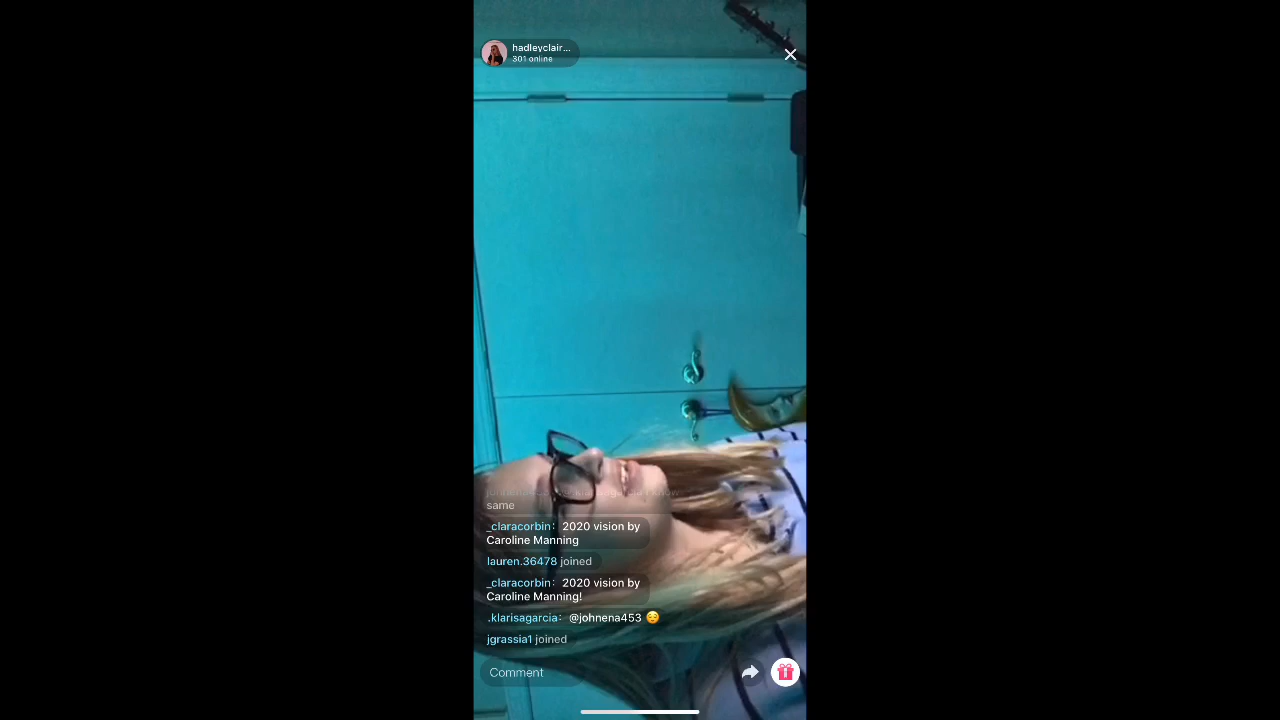 hadleyclair...
301 online
same
_claracorbin: 2020 vision by
Caroline Manning
lauren.36478 joined
_claracorbin: 2020 vision by
Caroline Manning!
.klarisagarcia: @johnena453 😌
jgrassia1 joined
Comment